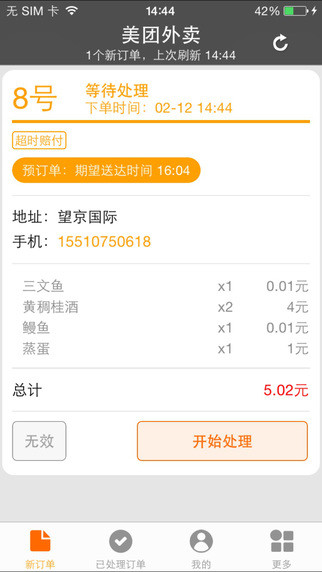 无 SIM 卡 14:44 42%
美团外卖
1个新订单，上次刷新 14:44
8号
等待处理
下单时间：02-12 14:44
超时赔付
预订单：期望送达时间 16:04
地址：望京国际
手机：15510750618
三文鱼 x1 0.01元
黄稠桂酒 x2 4元
鳗鱼 x1 0.01元
蒸蛋 x1 1元
总计 5.02元
无效 开始处理
新订单 已处理订单 我的 更多